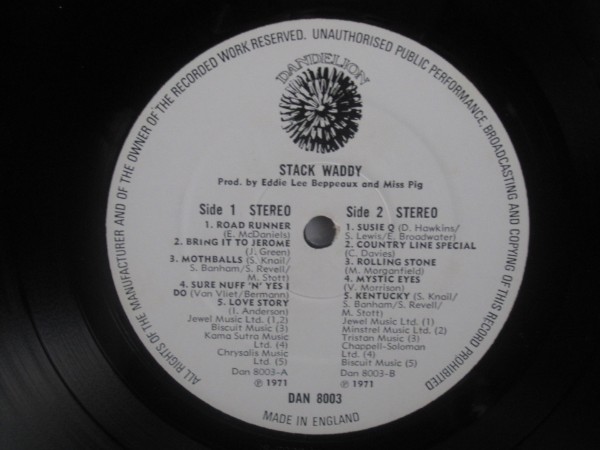 ALL RIGHTS OF THE MANUFACTURER AND OF THE OWNER OF THE RECORDED WORK RESERVED. UNAUTHORISED PUBLIC PERFORMANCE, BROADCASTING AND COPYING OF THIS RECORD PROHIBITED
DANDELION
STACK WADDY
Prod. by Eddie Lee Beppeaux and Miss Pig
Side 1 STEREO
1. ROAD RUNNER
(E. McDaniels)
2. BRING IT TO JEROME
(J. Green)
3. MOTHBALLS (S. Knail/
S. Banham/S. Revell/
M. Stott)
4. SURE NUFF 'N' YES I
DO (Van Vliet/Bermann)
5. LOVE STORY
(I. Anderson)
Jewel Music Ltd. (1,2)
Biscuit Music (3)
Kama Sutra Music
Ltd. (4)
Chrysalis Music
Ltd. (5)
Dan 8003-A
℗ 1971
Side 2 STEREO
1. SUSIE Q (D. Hawkins/
S. Lewis/E. Broadwater)
2. COUNTRY LINE SPECIAL
(C. Davies)
3. ROLLING STONE
(M. Morganfield)
4. MYSTIC EYES
(V. Morrison)
5. KENTUCKY (S. Knail/
S. Banham/S. Revell/
M. Stott)
Jewel Music Ltd. (1)
Minstrel Music Ltd. (2)
Tristan Music (3)
Chappell-Soloman
Ltd. (4)
Biscuit Music (5)
Dan 8003-B
℗ 1971
DAN 8003
MADE IN ENGLAND